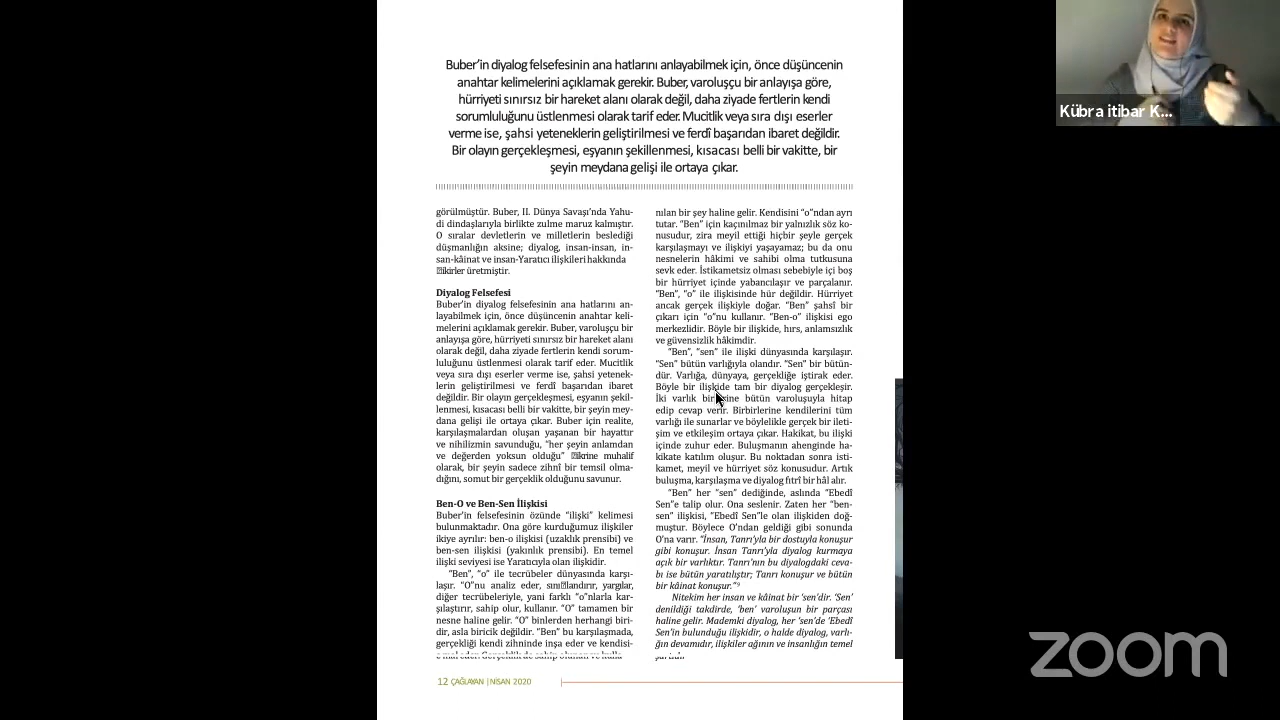 Buber’in diyalog felsefesinin ana hatlarını anlayabilmek için, önce düşüncenin
anahtar kelimelerini açıklamak gerekir. Buber, varoluşçu bir anlayışa göre,
hürriyeti sınırsız bir hareket alanı olarak değil, daha ziyade fertlerin kendi
sorumluluğunu üstlenmesi olarak tarif eder. Mucitlik veya sıra dışı eserler
verme ise, şahsi yeteneklerin geliştirilmesi ve ferdî başarıdan ibaret değildir.
Bir olayın gerçekleşmesi, eşyanın şekillenmesi, kısacası belli bir vakitte, bir
şeyin meydana gelişi ile ortaya çıkar.
görülmüştür. Buber, II. Dünya Savaşı’nda Yahu-
di dindaşlarıyla birlikte zulme maruz kalmıştır.
O sıralar devletlerin ve milletlerin beslediği
düşmanlığın aksine; diyalog, insan-insan, in-
san-kâinat ve insan-Yaratıcı ilişkileri hakkında
ikirler üretmiştir.
Diyalog Felsefesi
Buber’in diyalog felsefesinin ana hatlarını an-
layabilmek için, önce düşüncenin anahtar keli-
melerini açıklamak gerekir. Buber, varoluşçu bir
anlayışa göre, hürriyeti sınırsız bir hareket alanı
olarak değil, daha ziyade fertlerin kendi sorum-
luluğunu üstlenmesi olarak tarif eder. Mucitlik
veya sıra dışı eserler verme ise, şahsi yetenek-
lerin geliştirilmesi ve ferdî başarıdan ibaret
değildir. Bir olayın gerçekleşmesi, eşyanın şekil-
lenmesi, kısacası belli bir vakitte, bir şeyin mey-
dana gelişi ile ortaya çıkar. Buber için realite,
karşılaşmalardan oluşan yaşanan bir hayattır
ve nihilizmin savunduğu, “her şeyin anlamdan
ve değerden yoksun olduğu” ikrine muhalif
olarak, bir şeyin sadece zihnî bir temsil olma-
dığını, somut bir gerçeklik olduğunu savunur.
Ben-O ve Ben-Sen İlişkisi
Buber’in felsefesinin özünde “ilişki” kelimesi
bulunmaktadır. Ona göre kurduğumuz ilişkiler
ikiye ayrılır: ben-o ilişkisi (uzaklık prensibi) ve
ben-sen ilişkisi (yakınlık prensibi). En temel
ilişki seviyesi ise Yaratıcıyla olan ilişkidir.
“Ben”, “o” ile tecrübeler dünyasında karşı-
laşır. “O”nu analiz eder, sınılandırır, yargılar,
diğer tecrübeleriyle, yani farklı “o”nlarla kar-
şılaştırır, sahip olur, kullanır. “O” tamamen bir
nesne haline gelir. “O” binlerden herhangi biri-
dir, asla biricik değildir. “Ben” bu karşılaşmada,
gerçekliği kendi zihninde inşa eder ve kendisi-
ne mal eder. Gerçeklik de sahip olunan ve kulla-
nılan bir şey haline gelir. Kendisini “o”ndan ayrı
tutar. “Ben” için kaçınılmaz bir yalnızlık söz ko-
nusudur, zira meyil ettiği hiçbir şeyle gerçek
karşılaşmayı ve ilişkiyi yaşayamaz; bu da onu
nesnelerin hâkimi ve sahibi olma tutkusuna
sevk eder. İstikametsiz olması sebebiyle içi boş
bir hürriyet içinde yabancılaşır ve parçalanır.
“Ben”, “o” ile ilişkisinde hür değildir. Hürriyet
ancak gerçek ilişkiyle doğar. “Ben” şahsî bir
çıkarı için “o”nu kullanır. “Ben-o” ilişkisi ego
merkezlidir. Böyle bir ilişkide, hırs, anlamsızlık
ve güvensizlik hâkimdir.
“Ben”, “sen” ile ilişki dünyasında karşılaşır.
“Sen” bütün varlığıyla olandır. “Sen” bir bütün-
dür. Varlığa, dünyaya, gerçekliğe iştirak eder.
Böyle bir ilişkide tam bir diyalog gerçekleşir.
İki varlık birbirine bütün varoluşuyla hitap
edip cevap verir. Birbirlerine kendilerini tüm
varlığı ile sunarlar ve böylelikle gerçek bir ileti-
şim ve etkileşim ortaya çıkar. Hakikat, bu ilişki
içinde zuhur eder. Buluşmanın ahenginde ha-
kikate katılım oluşur. Bu noktadan sonra isti-
kamet, meyil ve hürriyet söz konusudur. Artık
buluşma, karşılaşma ve diyalog fıtrî bir hâl alır.
“Ben” her “sen” dediğinde, aslında “Ebedî
Sen”e talip olur. Ona seslenir. Zaten her “ben-
sen” ilişkisi, “Ebedî Sen”le olan ilişkiden doğ-
muştur. Böylece O’ndan geldiği gibi sonunda
O’na varır. “İnsan, Tanrı’yla bir dostuyla konuşur
gibi konuşur. İnsan Tanrı’yla diyalog kurmaya
açık bir varlıktır. Tanrı’nın bu diyalogdaki ceva-
bı ise bütün yaratılıştır; Tanrı konuşur ve bütün
bir kâinat konuşur.”⁹
Nitekim her insan ve kâinat bir ‘sen’dir. ‘Sen’
denildiği takdirde, ‘ben’ varoluşun bir parçası
haline gelir. Mademki diyalog, her ‘sen’de ‘Ebedî
Sen’in bulunduğu ilişkidir, o halde diyalog, varlı-
ğın devamıdır, ilişkiler ağının ve insanlığın temel
12 ÇAĞLAYAN | NİSAN 2020
Kübra itibar K...
zoom